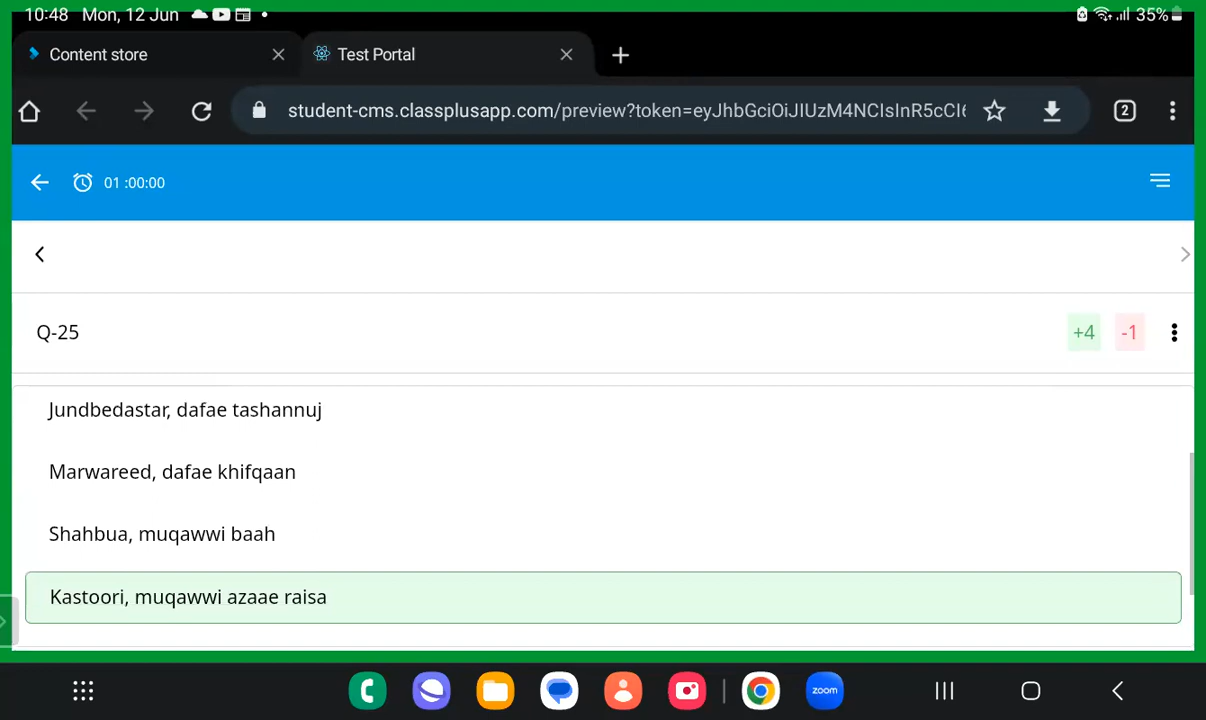 10:48 Mon, 12 Jun
35%
Content store
Test Portal
student-cms.classplusapp.com/preview?token=eyJhbGciOiJIUzM4NCIsInR5cCI6
2
01 :00:00
Q-25
+4 -1
Jundbedastar, dafae tashannuj
Marwareed, dafae khifqaan
Shahbua, muqawwi baah
Kastoori, muqawwi azaae raisa
zoom